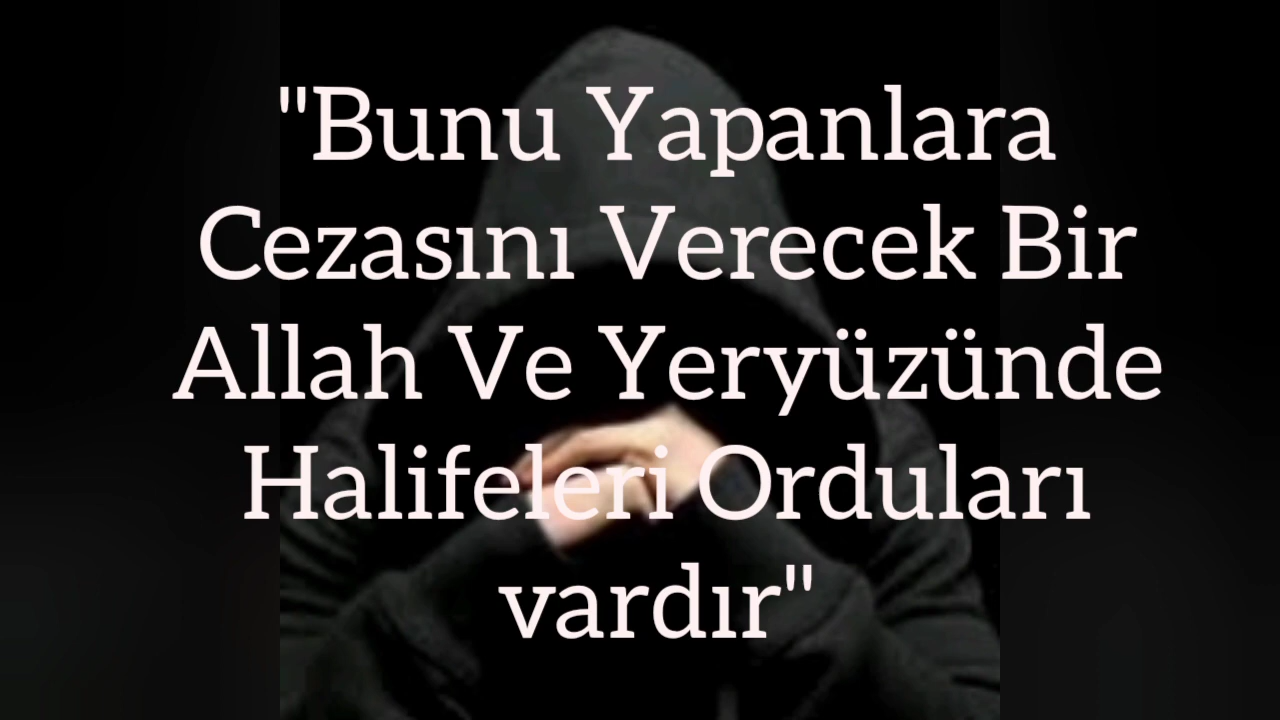 "Bunu Yapanlara
Cezasını Verecek Bir
Allah Ve Yeryüzünde
Halifeleri Orduları
vardır"